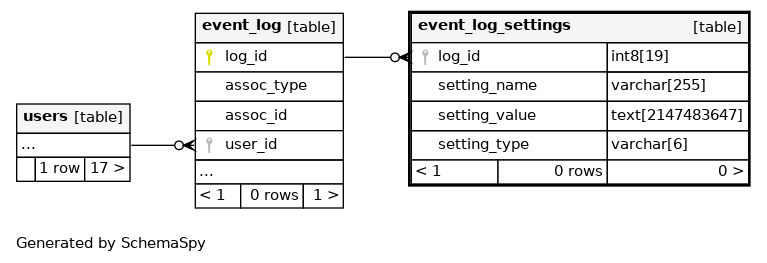 users [table]
...
1 row 17 >
event_log [table]
log_id
assoc_type
assoc_id
user_id
...
< 1 0 rows 1 >
event_log_settings [table]
log_id int8[19]
setting_name varchar[255]
setting_value text[2147483647]
setting_type varchar[6]
< 1 0 rows 0 >
Generated by SchemaSpy